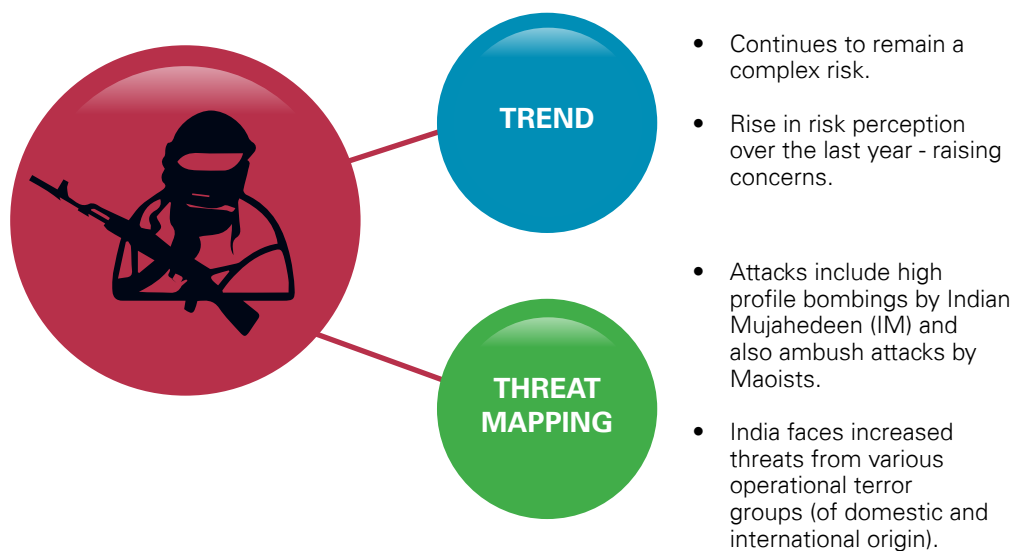 TREND
• Continues to remain a
complex risk.
• Rise in risk perception
over the last year - raising
concerns.
THREAT
MAPPING
• Attacks include high
profile bombings by Indian
Mujahedeen (IM) and
also ambush attacks by
Maoists.
• India faces increased
threats from various
operational terror
groups (of domestic and
international origin).